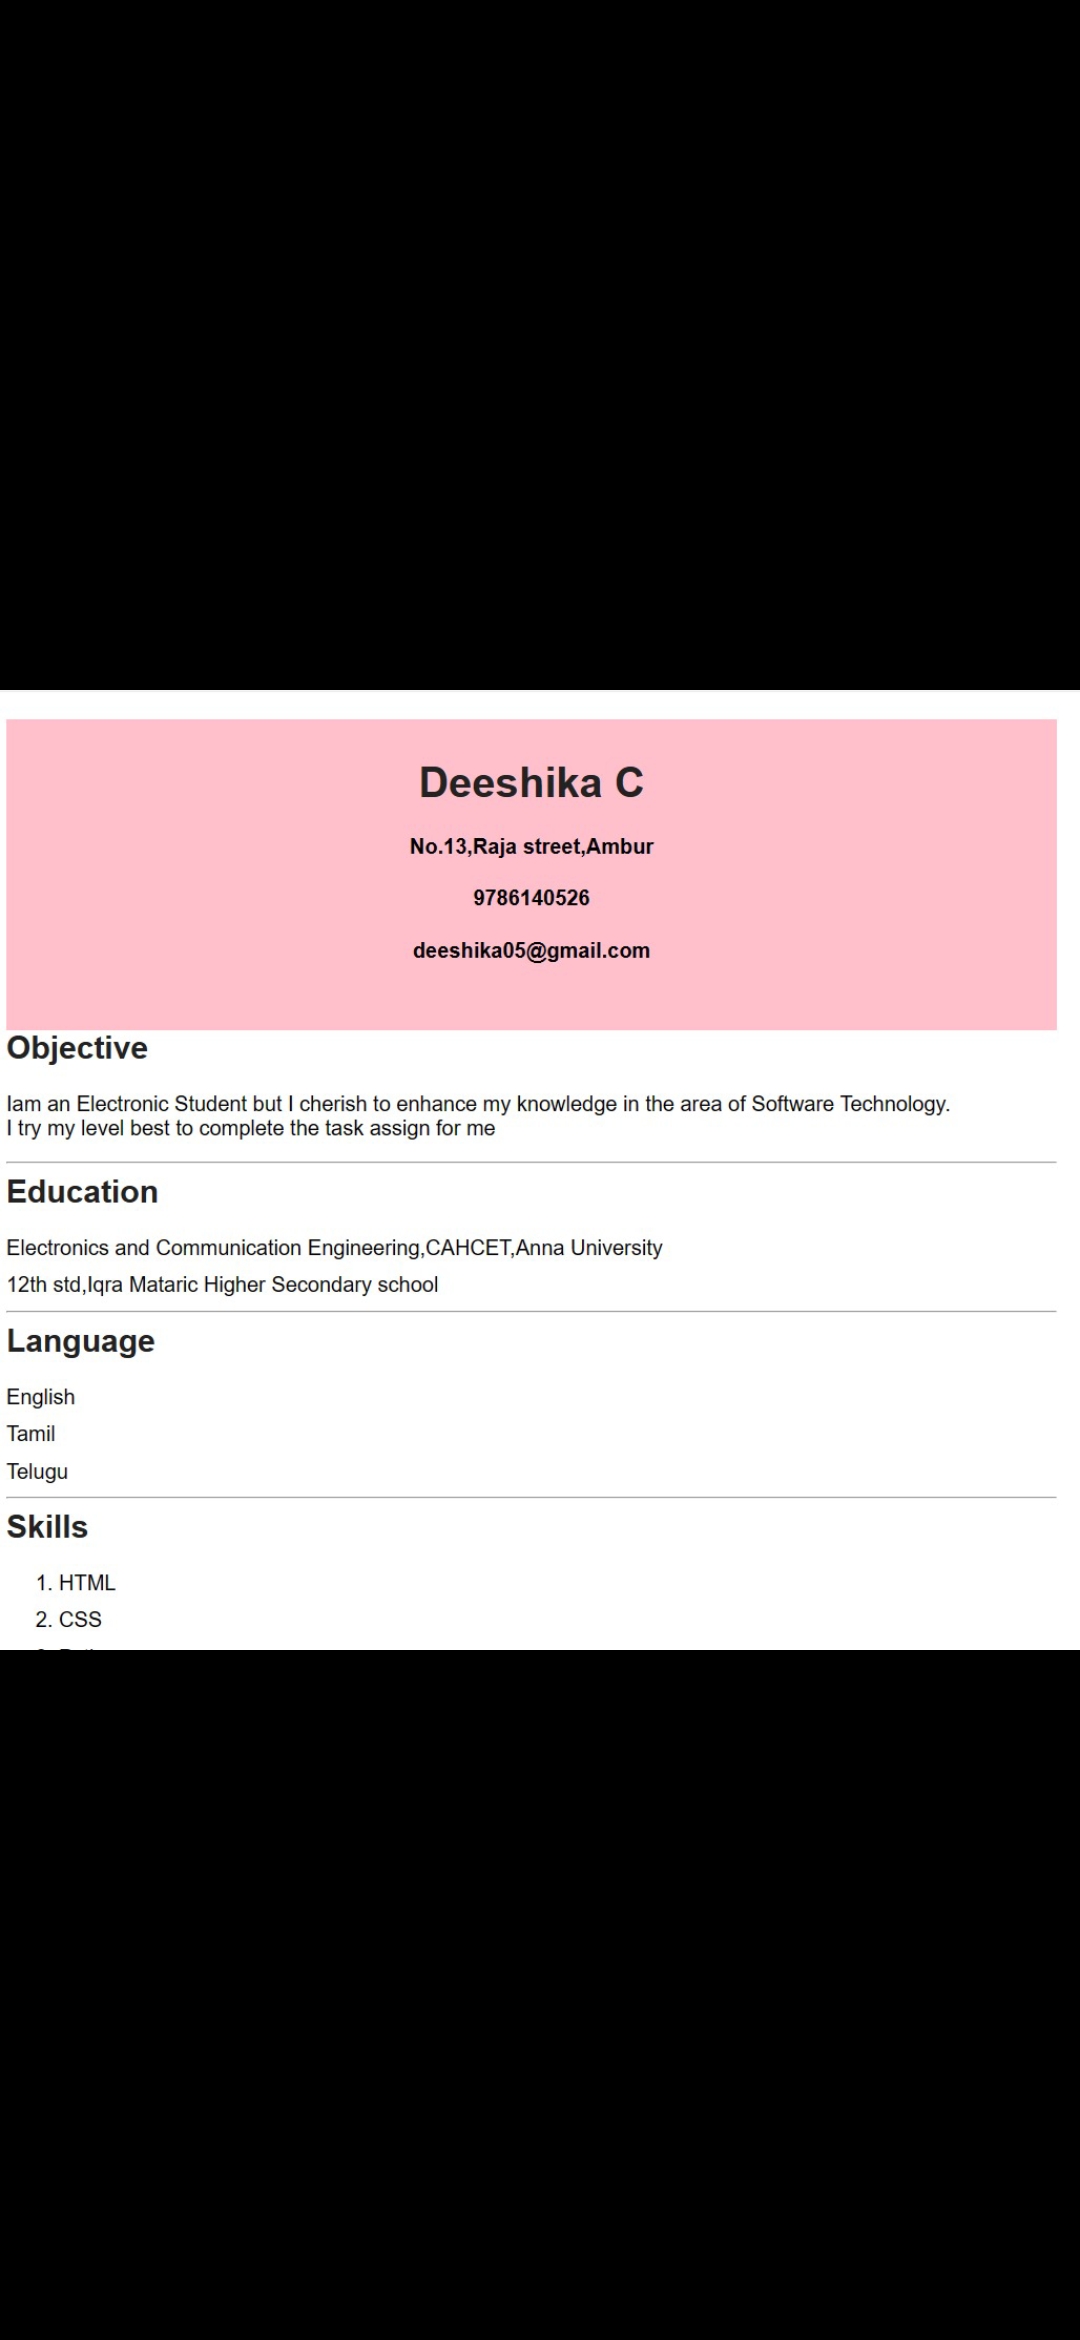 Deeshika C
No.13,Raja street,Ambur
9786140526
deeshika05@gmail.com
Objective
Iam an Electronic Student but I cherish to enhance my knowledge in the area of Software Technology.
I try my level best to complete the task assign for me
Education
Electronics and Communication Engineering,CAHCET,Anna University
12th std,Iqra Mataric Higher Secondary school
Language
English
Tamil
Telugu
Skills
1. HTML
2. CSS